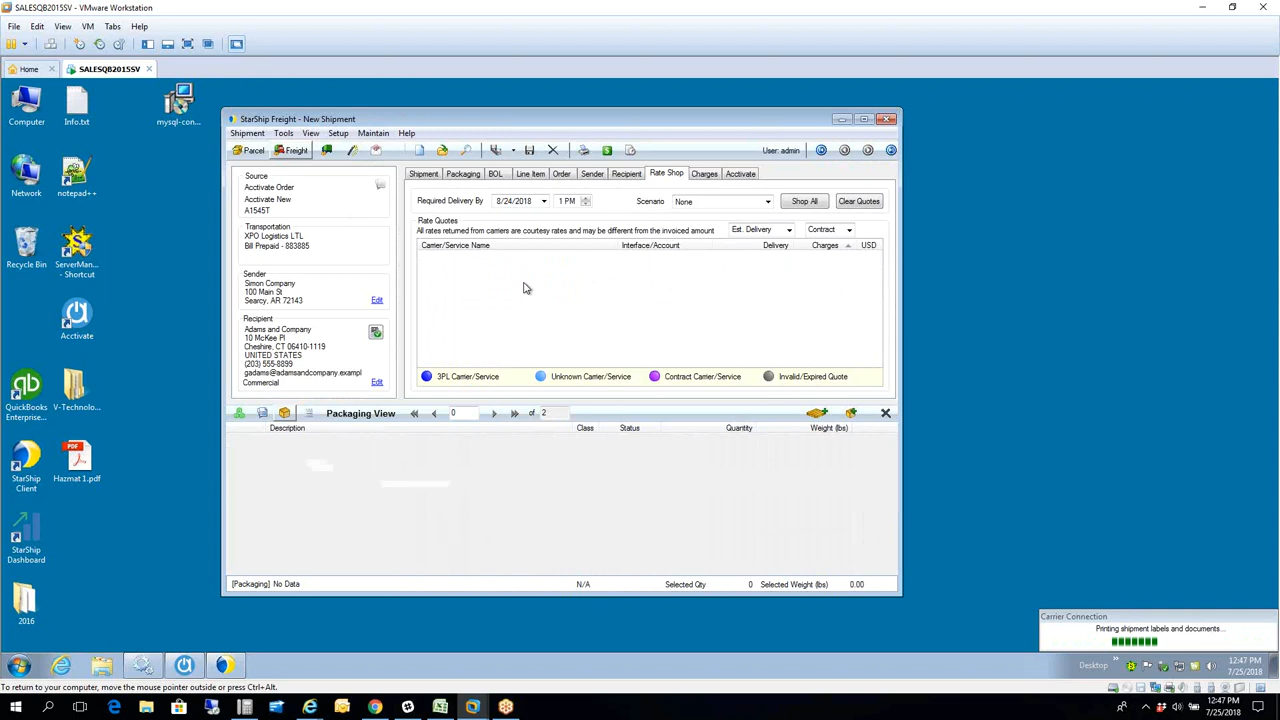 SALESQB2015SV - VMware Workstation
File Edit View VM Tabs Help
Home SALESQB2015SV
Computer
Info.txt
mysql-con...
Network
notepad++
Recycle Bin
ServerMan...
- Shortcut
Acctivate
QuickBooks
Enterprise...
V-Technolo...
StarShip
Client
Hazmat 1.pdf
StarShip
Dashboard
2016
StarShip Freight - New Shipment
Shipment Tools View Setup Maintain Help
Parcel Freight User: admin
Source
Acctivate Order
Acctivate New
A1545T
Transportation
XPO Logistics LTL
Bill Prepaid - 883885
Sender
Simon Company
100 Main St
Searcy, AR 72143
Edit
Recipient
Adams and Company
10 McKee Pl
Cheshire, CT 06410-1119
UNITED STATES
(203) 555-8899
gadams@adamsandcompany.exampl
Commercial Edit
Shipment Packaging BOL Line Item Order Sender Recipient Rate Shop Charges Acctivate
Required Delivery By 8/24/2018 1 PM Scenario None Shop All Clear Quotes
Rate Quotes
All rates returned from carriers are courtesy rates and may be different from the invoiced amount Est. Delivery Contract
Carrier/Service Name Interface/Account Delivery Charges USD
3PL Carrier/Service Unknown Carrier/Service Contract Carrier/Service Invalid/Expired Quote
Packaging View 0 of 2
Description Class Status Quantity Weight (lbs)
[Packaging] No Data N/A Selected Qty 0 Selected Weight (lbs) 0.00
Carrier Connection
Printing shipment labels and documents...
Desktop
12:47 PM
7/25/2018
To return to your computer, move the mouse pointer outside or press Ctrl+Alt.
12:47 PM
7/25/2018